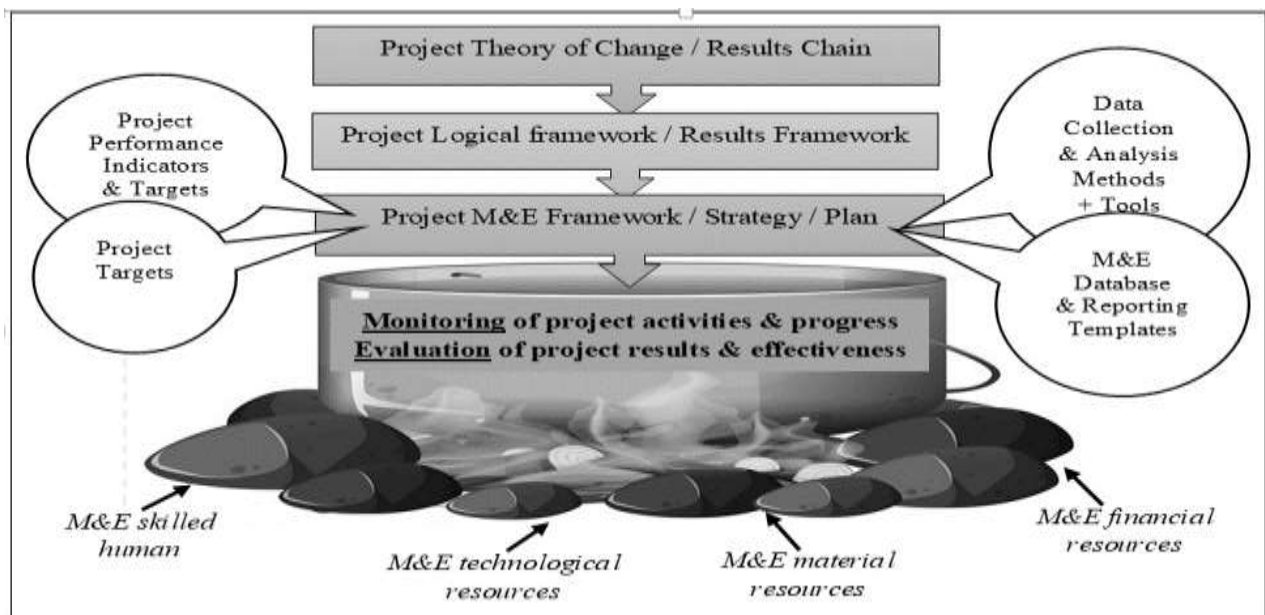 Project Theory of Change / Results Chain
Project Logical framework / Results Framework
Project M&E Framework / Strategy / Plan
Project
Performance
Indicators
& Targets
Project
Targets
Data
Collection
& Analysis
Methods
+ Tools
M&E
Database
& Reporting
Templates
Monitoring of project activities & progress
Evaluation of project results & effectiveness
M&E skilled
human
M&E technological
resources
M&E material
resources
M&E financial
resources